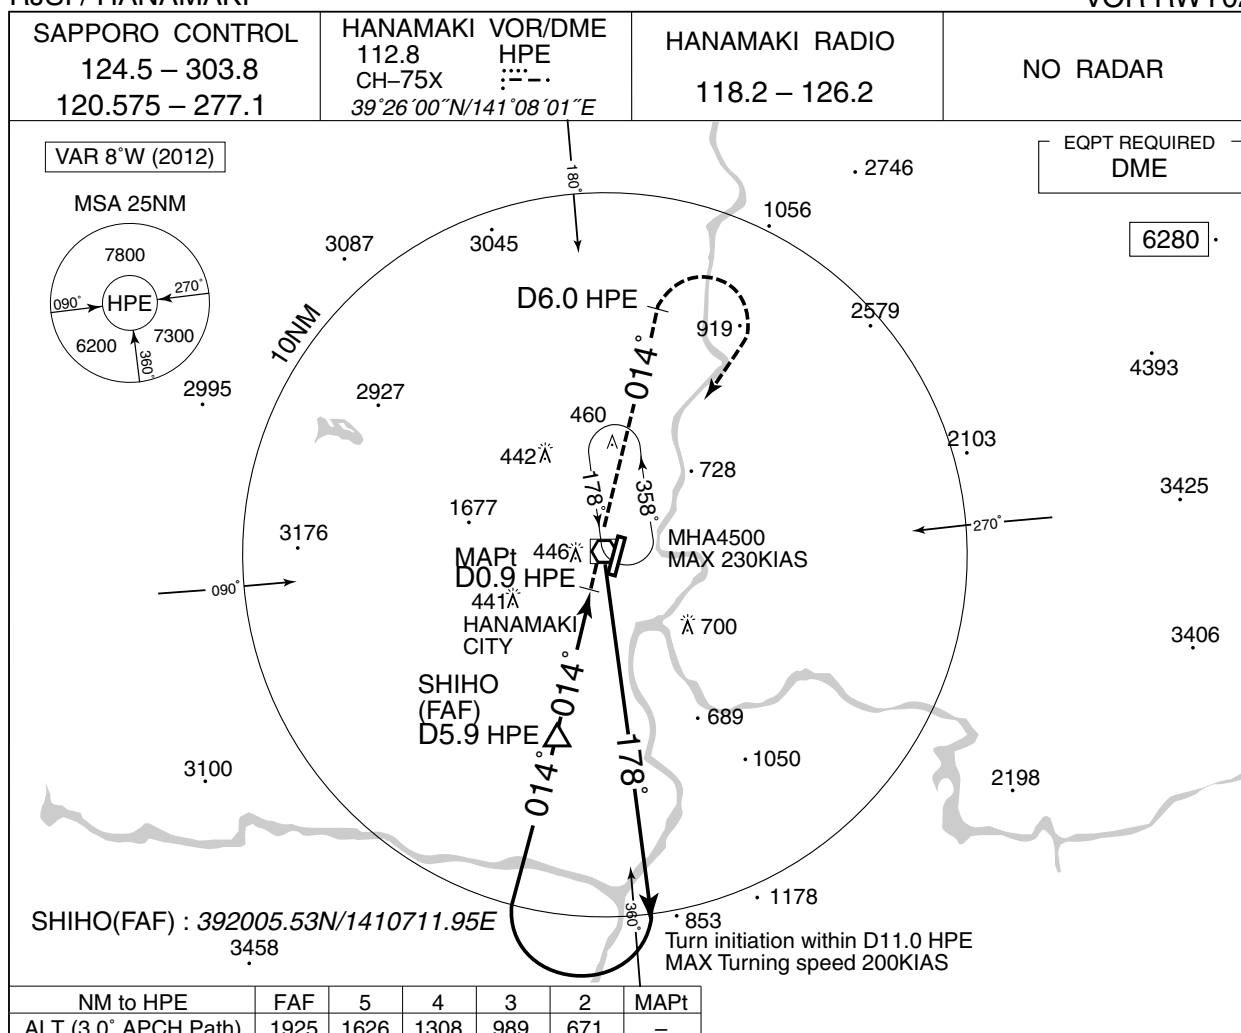 SAPPORO CONTROL
124.5 – 303.8
120.575 – 277.1
HANAMAKI VOR/DME
112.8 HPE
CH–75X
39°26´00˝N/141°08´01˝E
HANAMAKI RADIO
118.2 – 126.2
NO RADAR
VAR 8°W (2012)
EQPT REQUIRED
DME
MSA 25NM
7800
090°
HPE
270°
6200
7300
360°
180°
2746
1056
6280
3087
3045
10NM
D6.0 HPE
919
2579
4393
014°
2995
2927
460
442
2103
728
178°
358°
3425
1677
3176
MHA4500
MAX 230KIAS
270°
MAPt
D0.9 HPE
446
090°
441
HANAMAKI
CITY
700
3406
014°
SHIHO
(FAF)
D5.9 HPE
689
178°
1050
014°
3100
2198
1178
360°
853
SHIHO(FAF) : 392005.53N/1410711.95E
3458
Turn initiation within D11.0 HPE
MAX Turning speed 200KIAS
NM to HPE FAF 5 4 3 2 MAPt
ALT (3.0° APCH Path) 1925 1626 1308 989 671 –